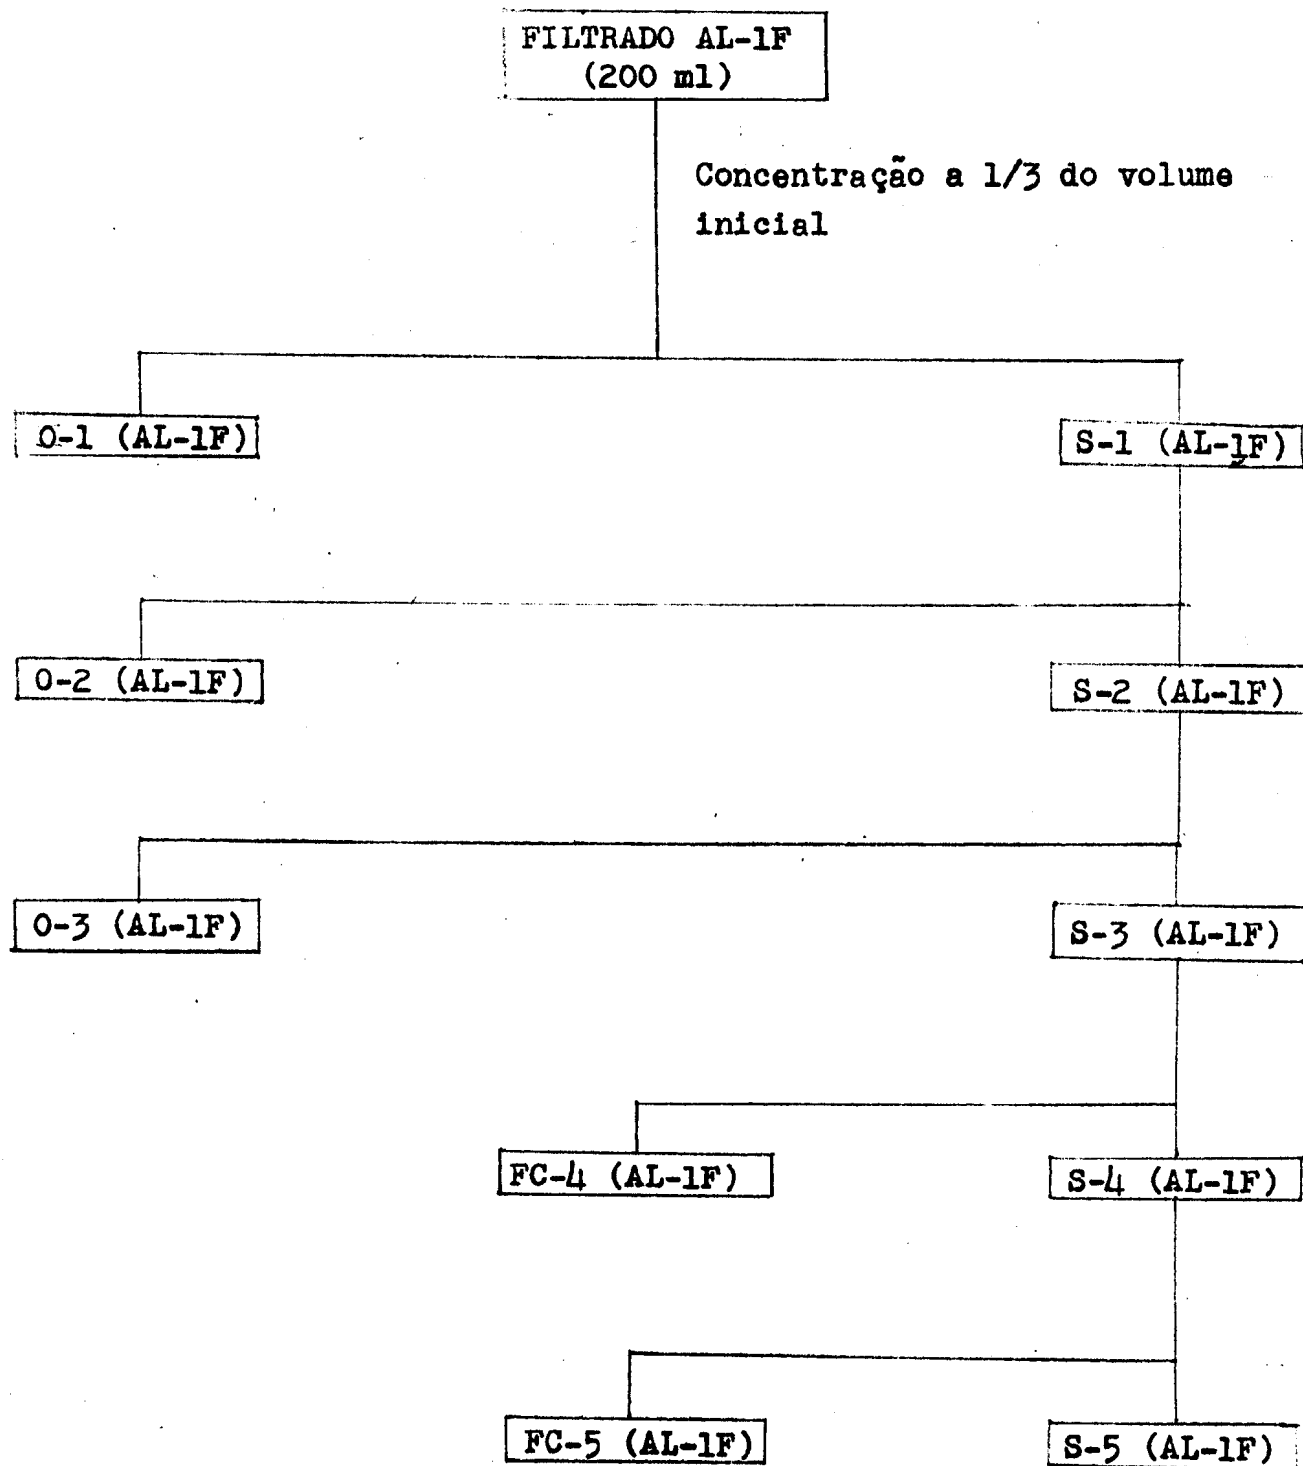 FILTRADO AL-1F
(200 ml)
Concentração a 1/3 do volume
inicial
O-1 (AL-1F)
S-1 (AL-1F)
O-2 (AL-1F)
S-2 (AL-1F)
O-3 (AL-1F)
S-3 (AL-1F)
FC-4 (AL-1F)
S-4 (AL-1F)
FC-5 (AL-1F)
S-5 (AL-1F)